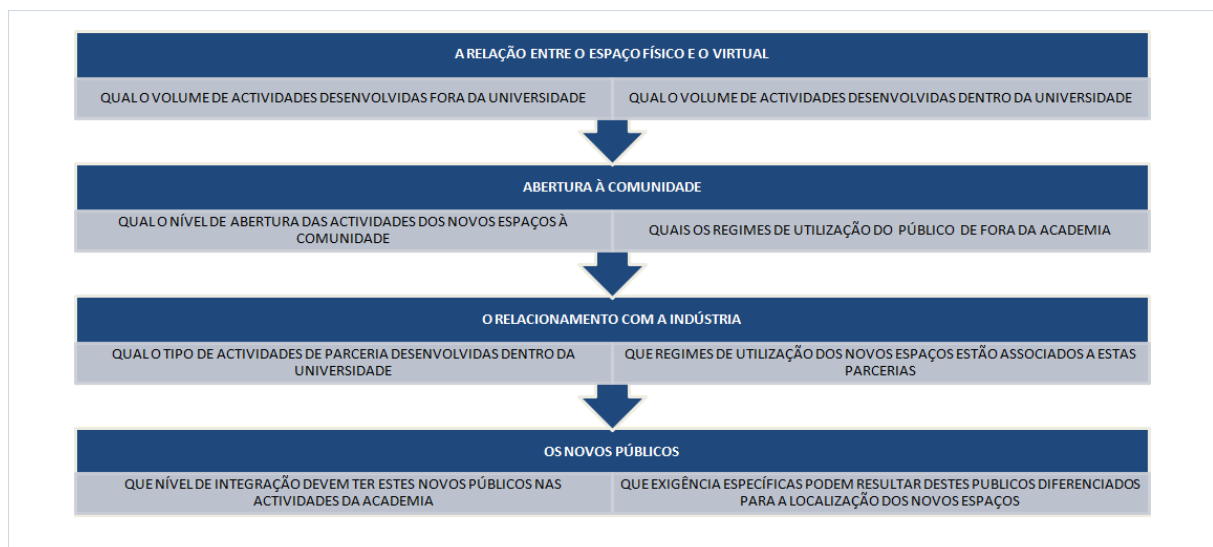 A RELAÇÃO ENTRE O ESPAÇO FÍSICO E O VIRTUAL
QUAL O VOLUME DE ACTIVIDADES DESENVOLVIDAS FORA DA UNIVERSIDADE
QUAL O VOLUME DE ACTIVIDADES DESENVOLVIDAS DENTRO DA UNIVERSIDADE
ABERTURA À COMUNIDADE
QUAL O NÍVEL DE ABERTURA DAS ACTIVIDADES DOS NOVOS ESPAÇOS À
COMUNIDADE
QUAIS OS REGIMES DE UTILIZAÇÃO DO PÚBLICO DE FORA DA ACADEMIA
O RELACIONAMENTO COM A INDÚSTRIA
QUAL O TIPO DE ACTIVIDADES DE PARCERIA DESENVOLVIDAS DENTRO DA
UNIVERSIDADE
QUE REGIMES DE UTILIZAÇÃO DOS NOVOS ESPAÇOS ESTÃO ASSOCIADOS A ESTAS
PARCERIAS
OS NOVOS PÚBLICOS
QUE NÍVEL DE INTEGRAÇÃO DEVEM TER ESTES NOVOS PÚBLICOS NAS
ACTIVIDADES DA ACADEMIA
QUE EXIGÊNCIA ESPECÍFICAS PODEM RESULTAR DESTES PUBLICOS DIFERENCIADOS
PARA A LOCALIZAÇÃO DOS NOVOS ESPAÇOS